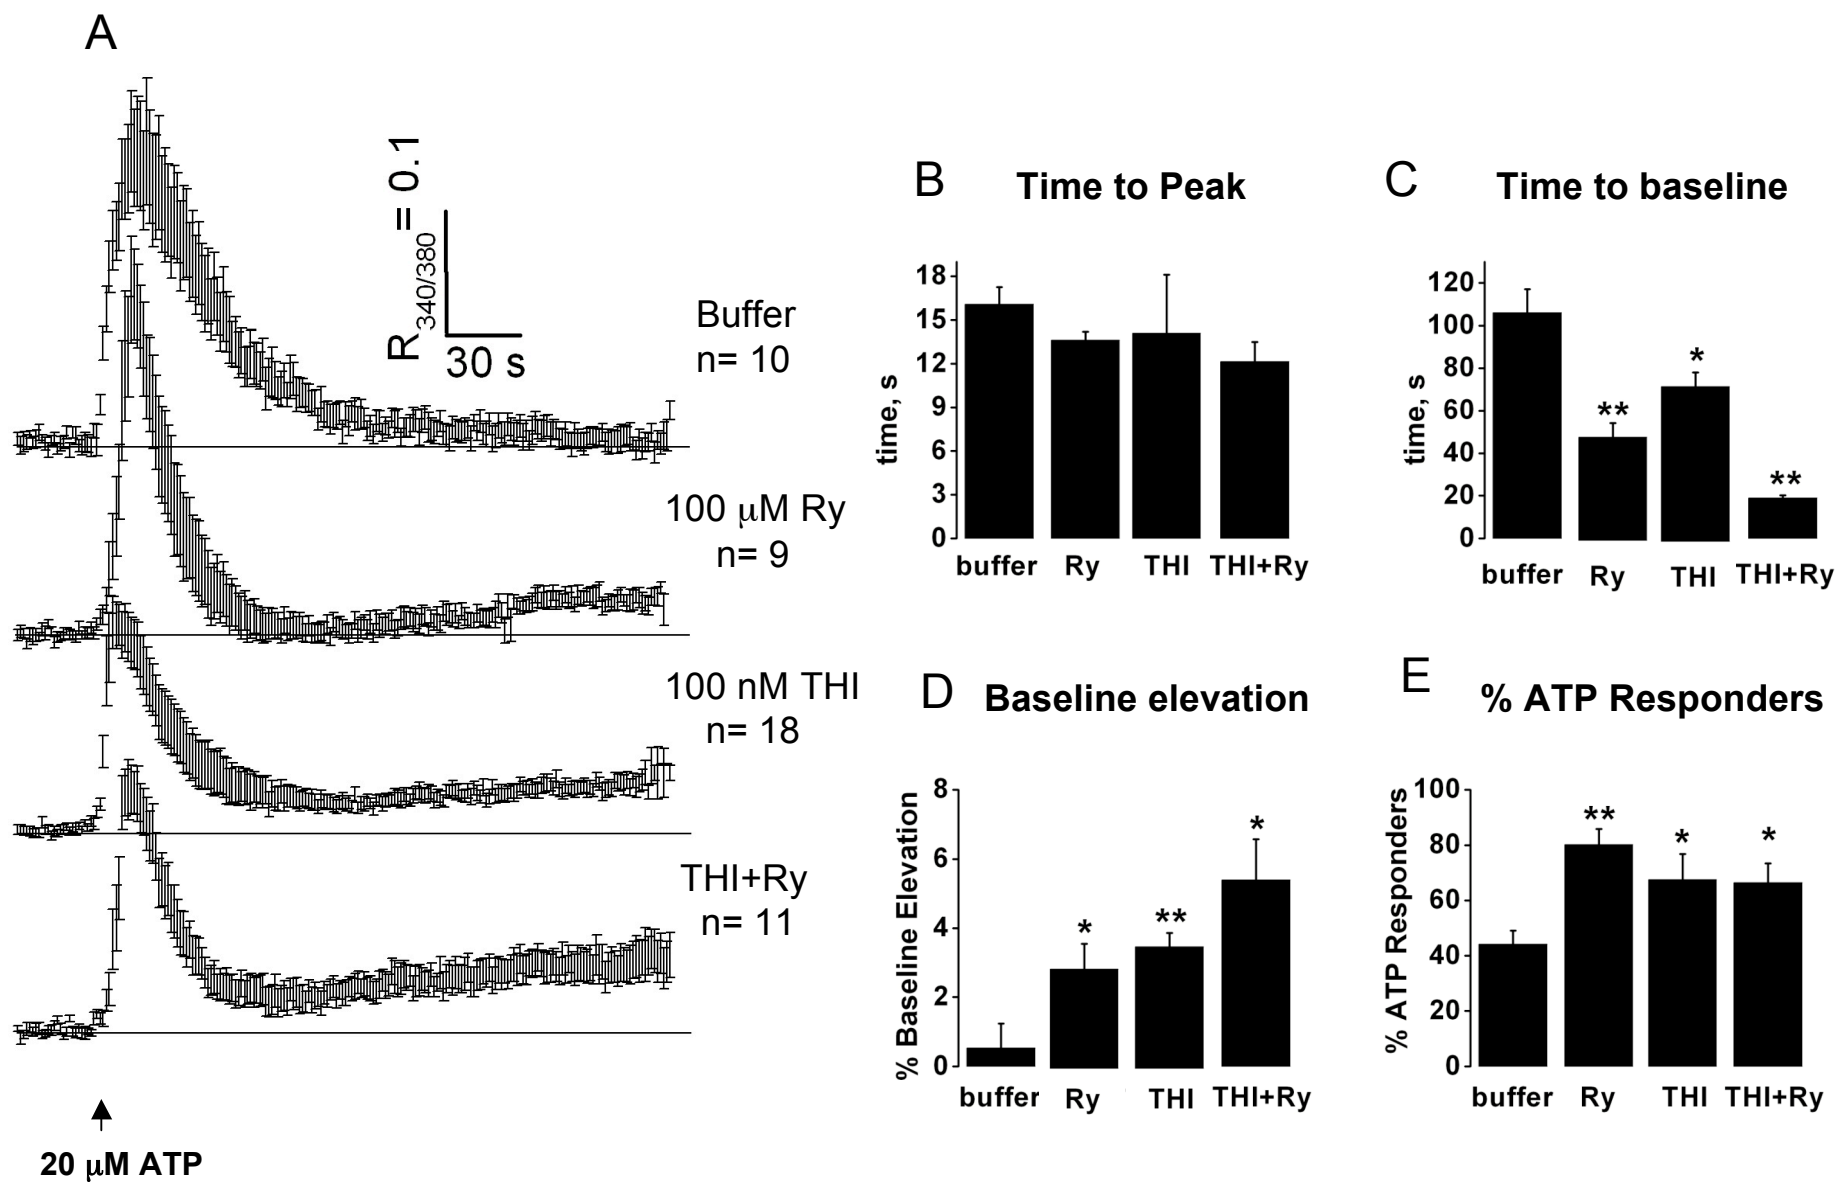 A
R 340/380 = 0.1
30 s
Buffer
n= 10
100 μM Ry
n= 9
100 nM THI
n= 18
THI+Ry
n= 11
20 μM ATP
B
Time to Peak
time, s
18
15
12
9
6
3
0
buffer Ry THI THI+Ry
C
Time to baseline
time, s
120
100
80
60
40
20
0
** * **
buffer Ry THI THI+Ry
D
Baseline elevation
% Baseline Elevation
8
6
4
2
0
* ** *
buffer Ry THI THI+Ry
E
% ATP Responders
% ATP Responders
100
80
60
40
20
0
** * *
buffer Ry THI THI+Ry